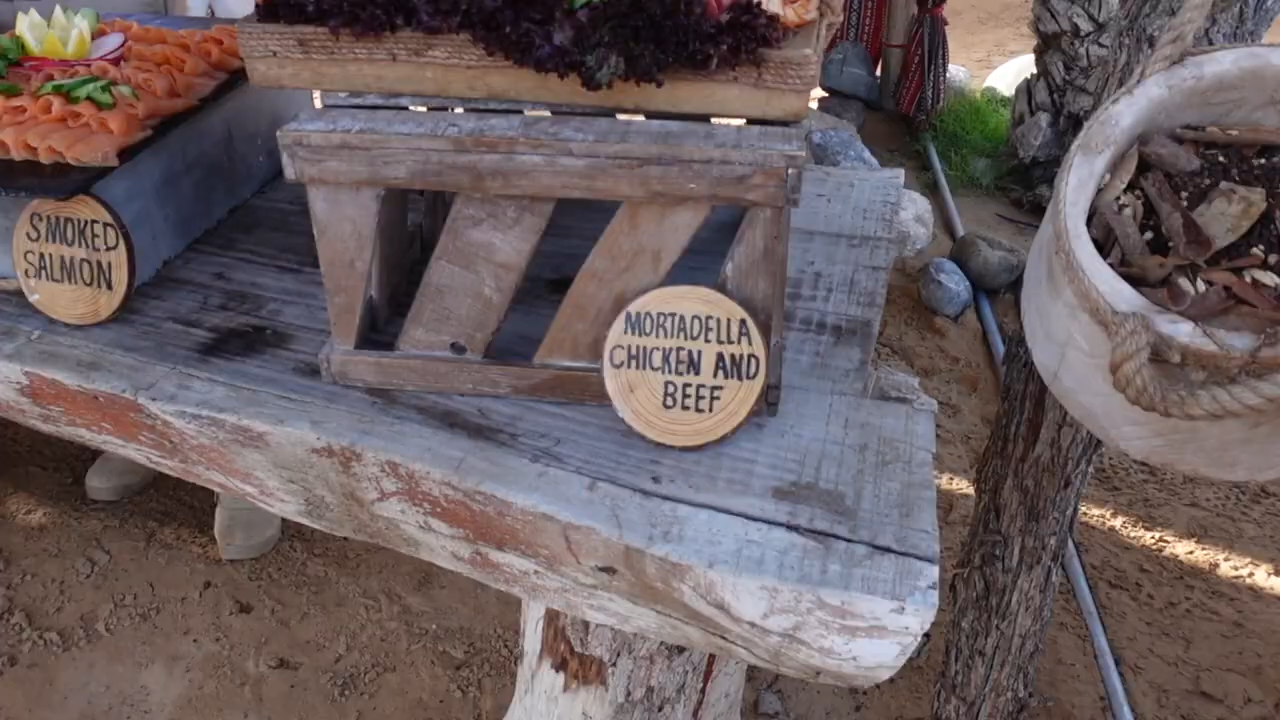 SMOKED
SALMON
MORTADELLA
CHICKEN AND
BEEF